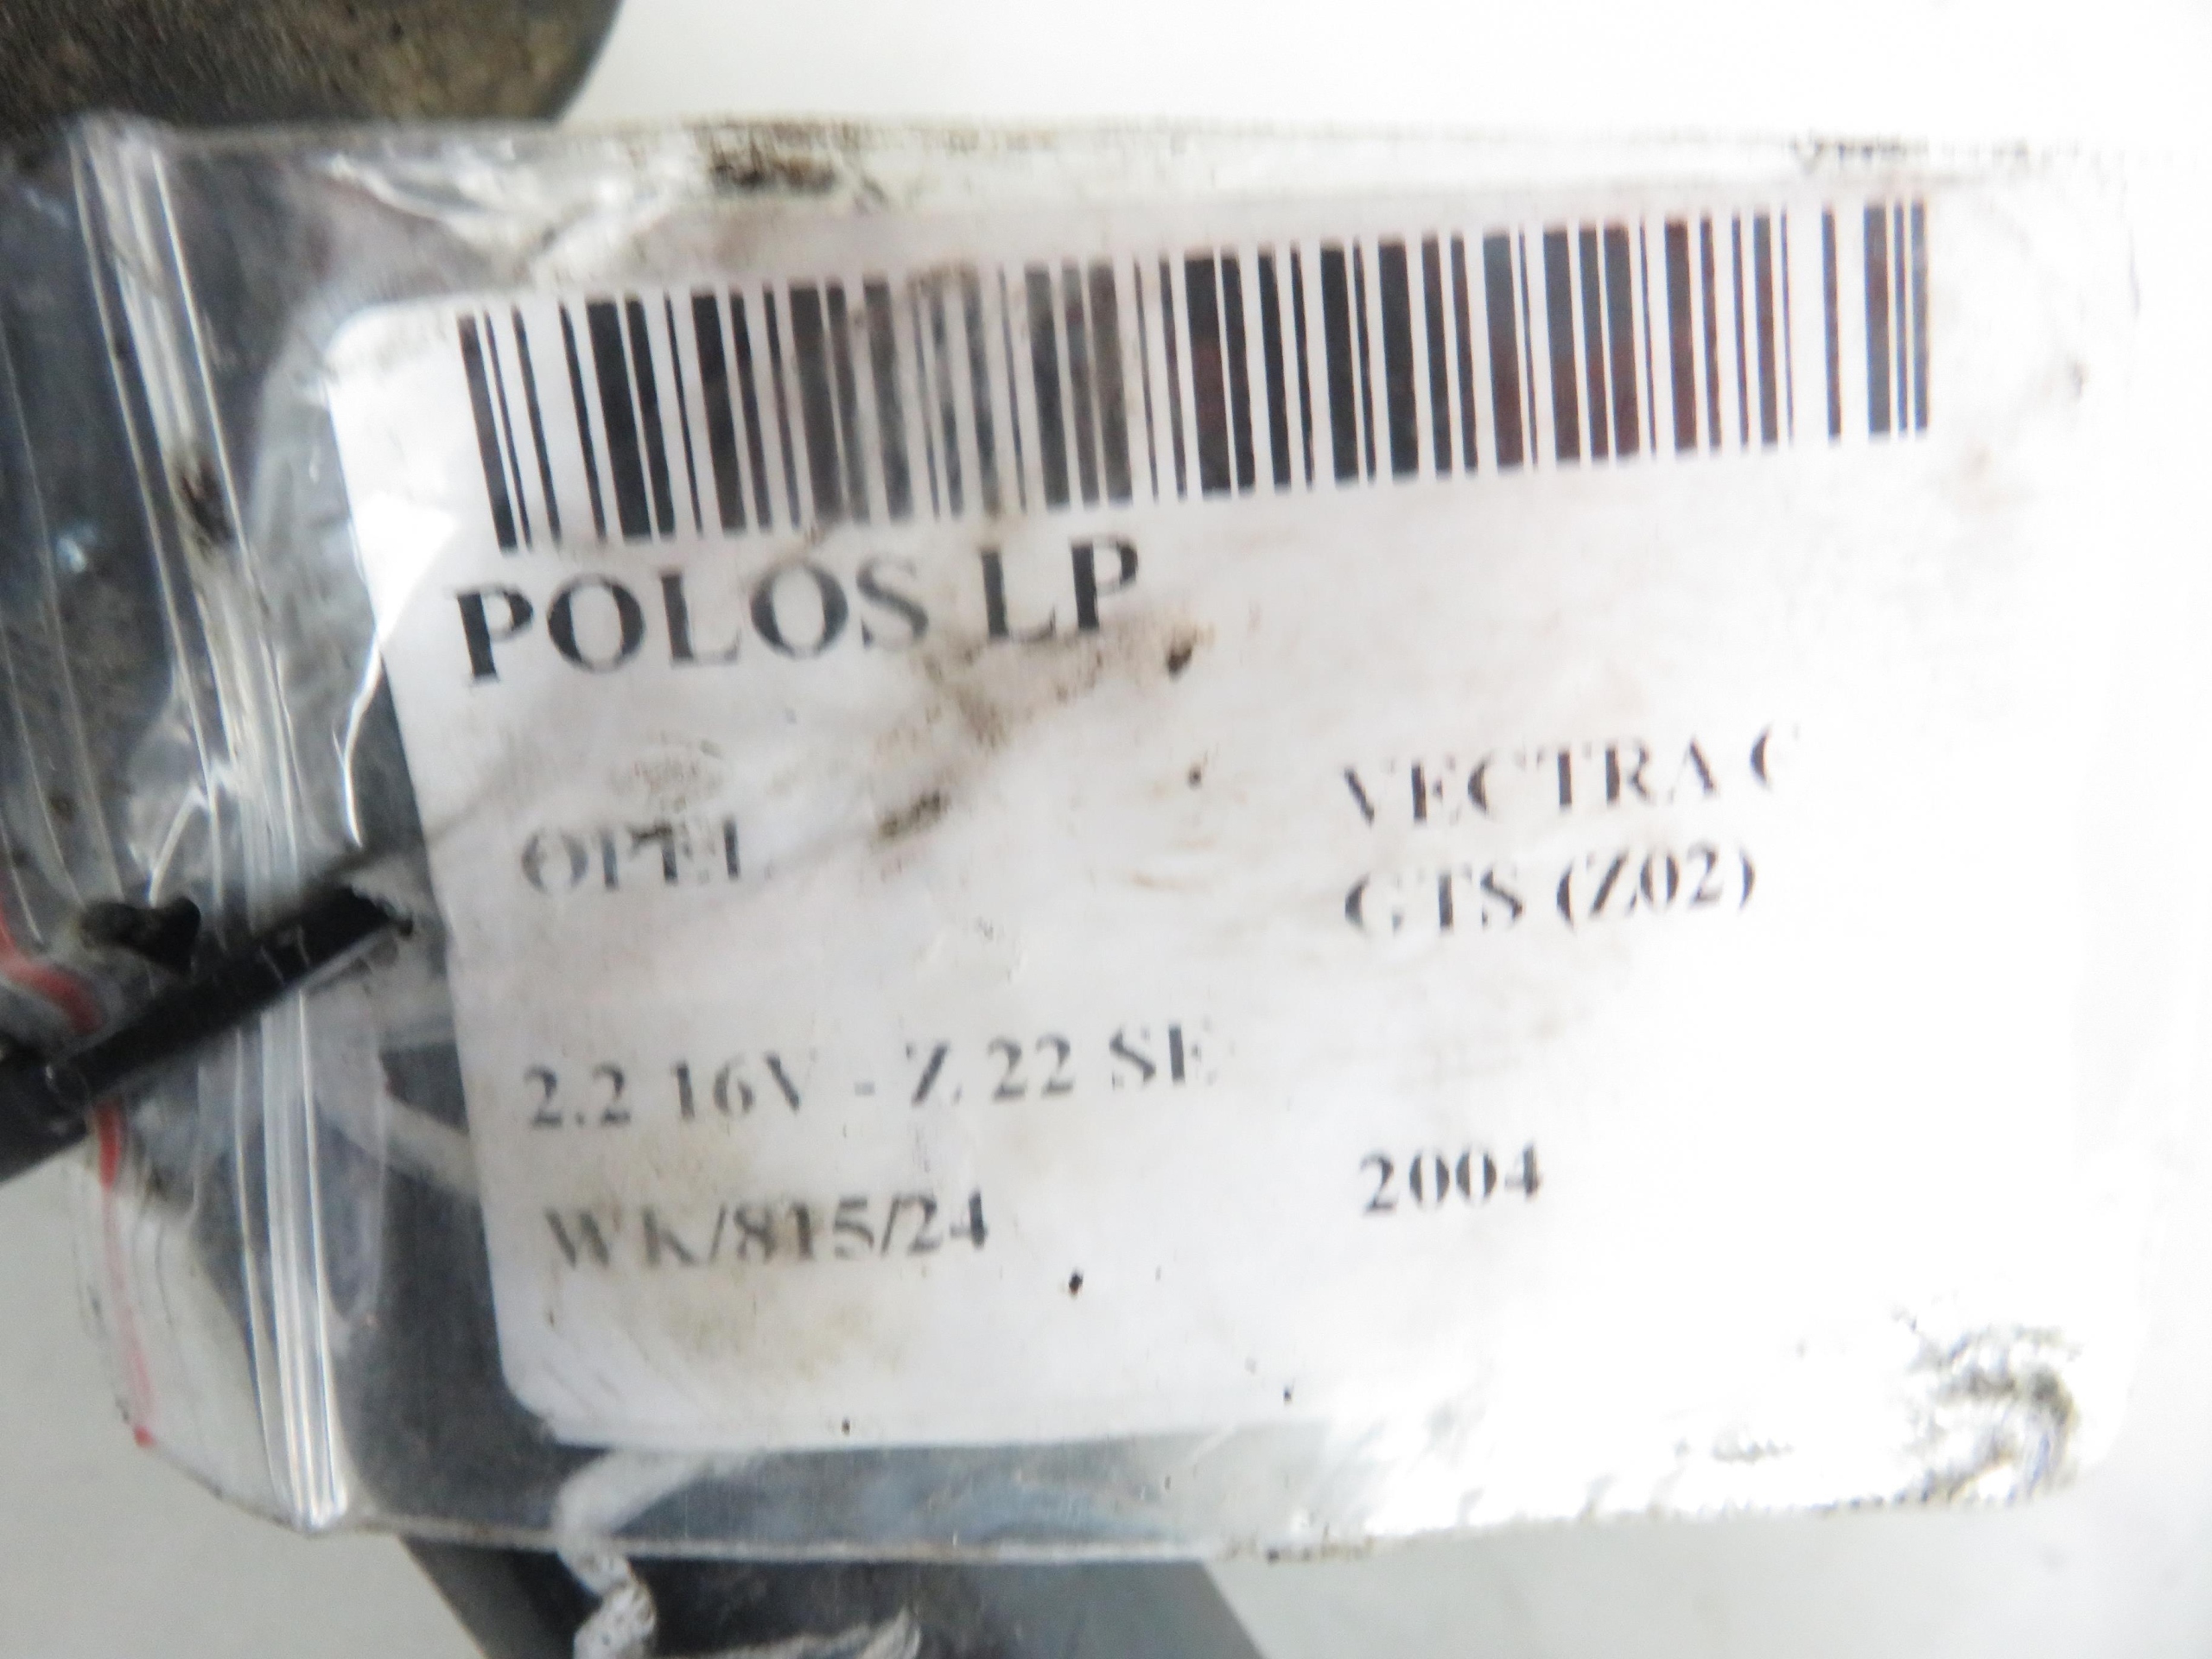 POLOS LP
OPEL
VECTRA C
GTS (Z02)
2.2 16V - Z 22 SE
2004
WK/815/24